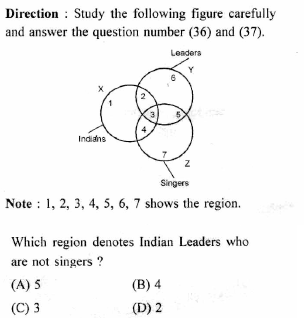 Direction : Study the following figure carefully
and answer the question number (36) and (37).
Leaders
X
Y
6
1
2
3
5
4
Indians
7
Z
Singers
Note : 1, 2, 3, 4, 5, 6, 7 shows the region.
Which region denotes Indian Leaders who
are not singers ?
(A) 5 (B) 4
(C) 3 (D) 2